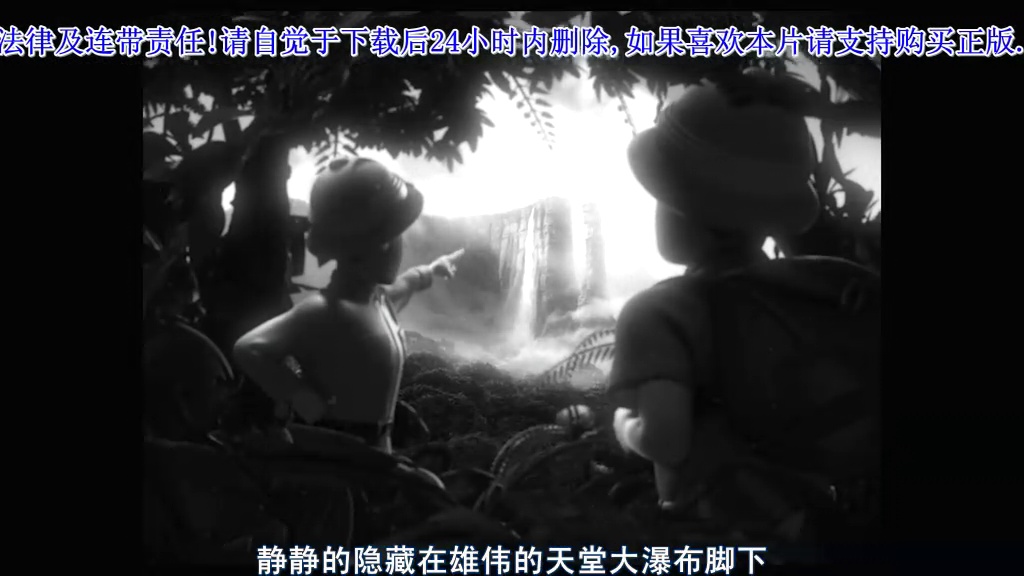 法律及连带责任!请自觉于下载后24小时内删除,如果喜欢本片请支持购买正版.
静静的隐藏在雄伟的天堂大瀑布脚下